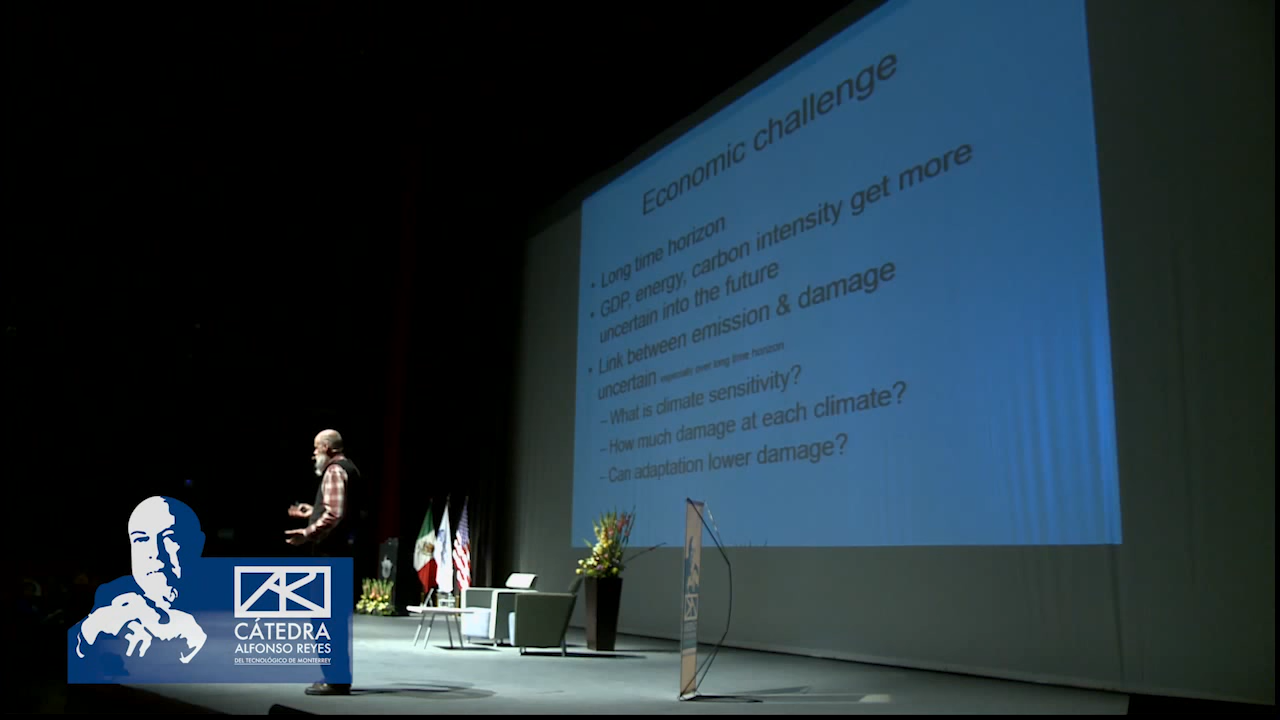 Economic challenge
• Long time horizon
• GDP, energy, carbon intensity get more
uncertain into the future
• Link between emission & damage
uncertain especially over long time horizon
– What is climate sensitivity?
– How much damage at each climate?
– Can adaptation lower damage?
CÁTEDRA
ALFONSO REYES
DEL TECNOLÓGICO DE MONTERREY